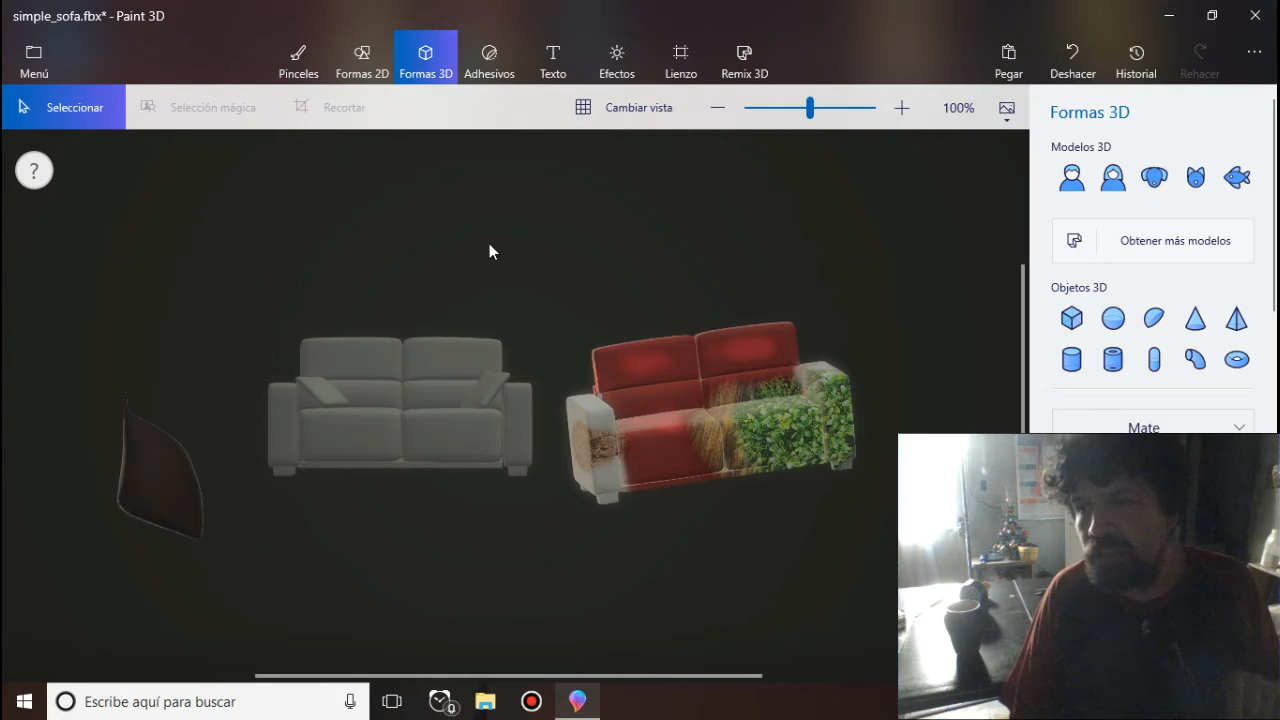 simple_sofa.fbx* - Paint 3D
Menú
Pinceles
Formas 2D
Formas 3D
Adhesivos
Texto
Efectos
Lienzo
Remix 3D
Pegar
Deshacer
Historial
Rehacer
Seleccionar
Selección mágica
Recortar
Cambiar vista
100%
?
Formas 3D
Modelos 3D
Obtener más modelos
Objetos 3D
Mate
Escribe aquí para buscar